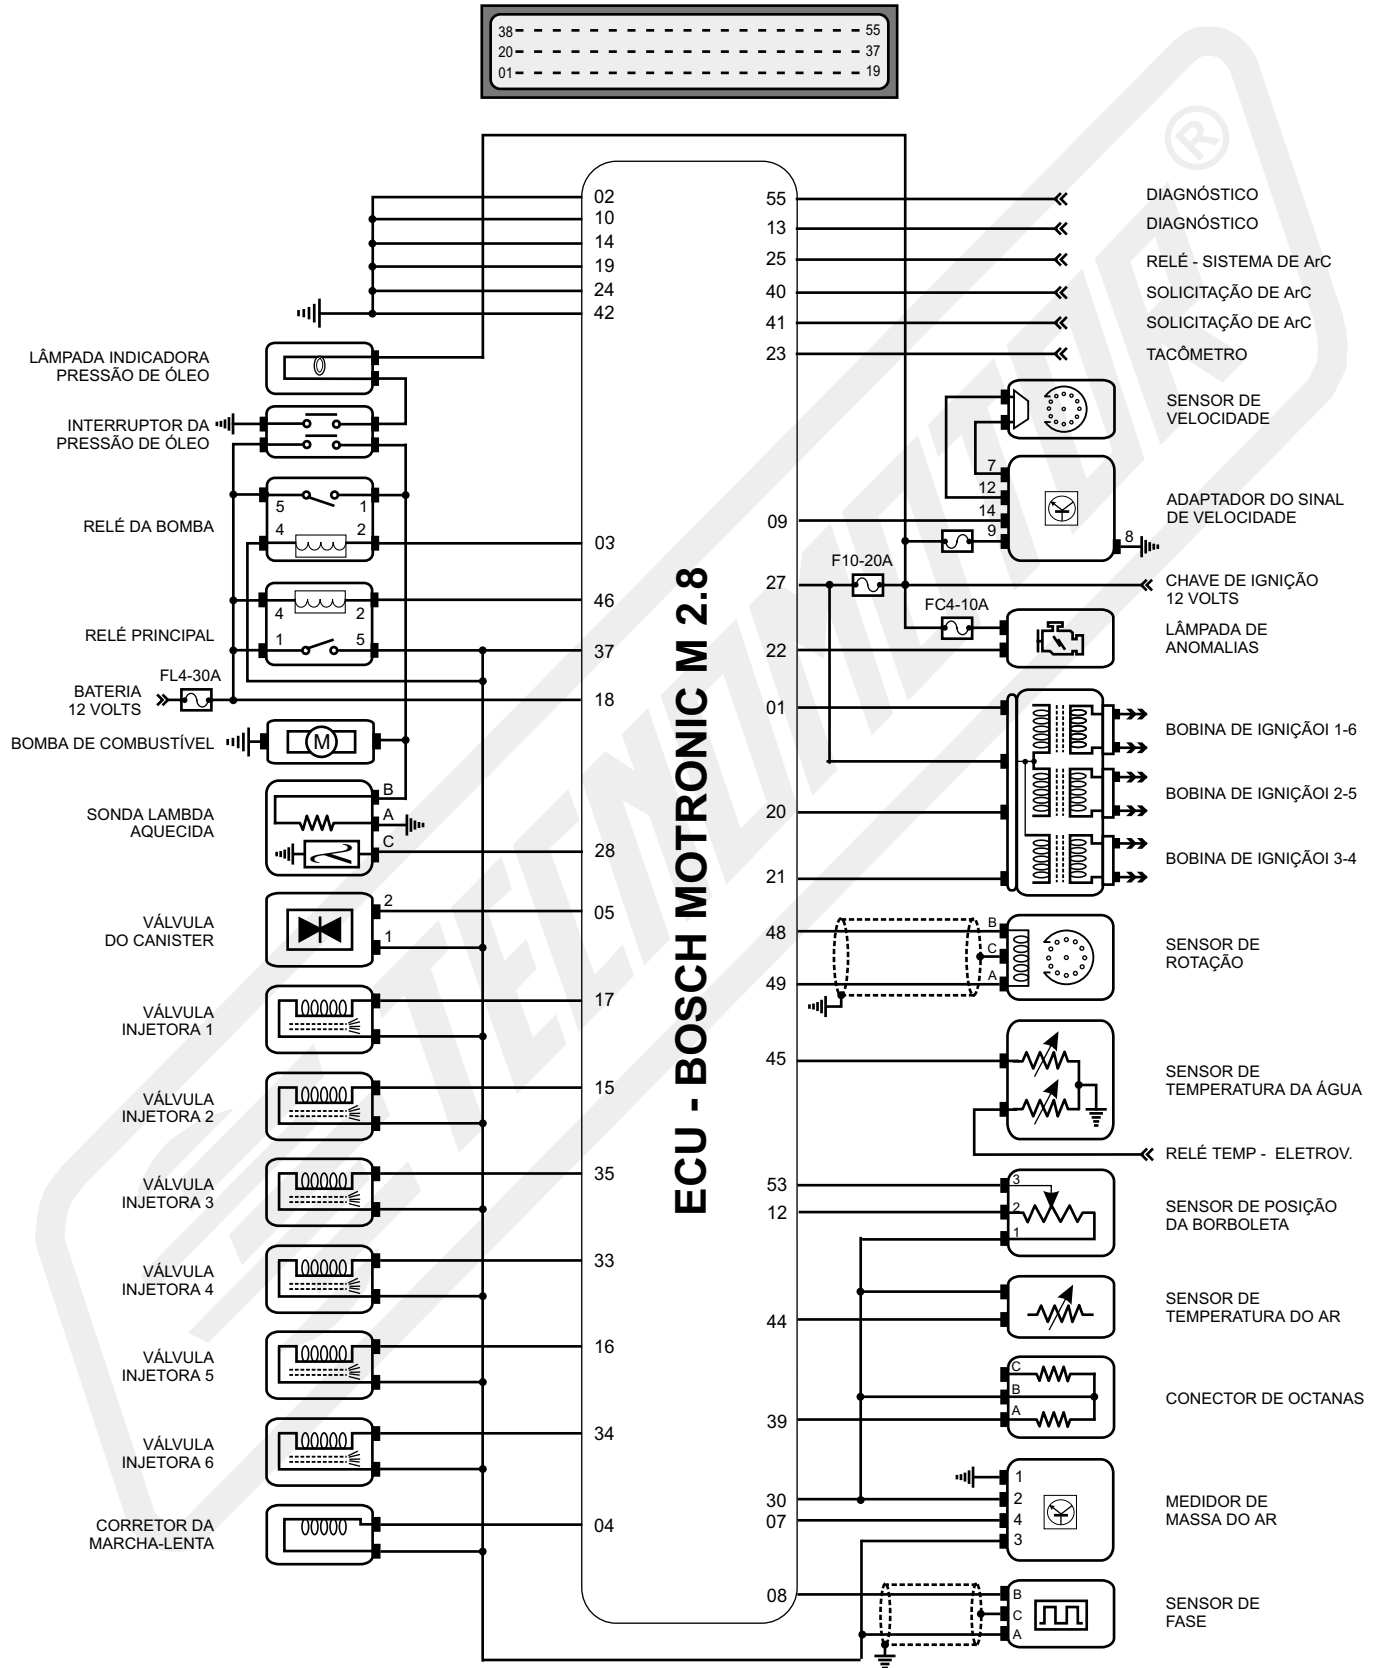 38 55
20 37
01 19
ECU - BOSCH MOTRONIC M 2.8
02
10
14
19
24
42
LÂMPADA INDICADORA
PRESSÃO DE ÓLEO
INTERRUPTOR DA
PRESSÃO DE ÓLEO
RELÉ DA BOMBA
5 1
4 2
03
RELÉ PRINCIPAL
4 2
1 5
46
37
FL4-30A
BATERIA
12 VOLTS
18
BOMBA DE COMBUSTÍVEL
M
SONDA LAMBDA
AQUECIDA
B
A
C
28
VÁLVULA
DO CANISTER
2
1
05
VÁLVULA
INJETORA 1
17
VÁLVULA
INJETORA 2
15
VÁLVULA
INJETORA 3
35
VÁLVULA
INJETORA 4
33
VÁLVULA
INJETORA 5
16
VÁLVULA
INJETORA 6
34
CORRETOR DA
MARCHA-LENTA
04
55
DIAGNÓSTICO
13
DIAGNÓSTICO
25
RELÉ - SISTEMA DE ArC
40
SOLICITAÇÃO DE ArC
41
SOLICITAÇÃO DE ArC
23
TACÔMETRO
SENSOR DE
VELOCIDADE
7
12
14
9
8
09
ADAPTADOR DO SINAL
DE VELOCIDADE
F10-20A
27
CHAVE DE IGNIÇÃO
12 VOLTS
FC4-10A
22
LÂMPADA DE
ANOMALIAS
01
BOBINA DE IGNIÇÃOI 1-6
20
BOBINA DE IGNIÇÃOI 2-5
21
BOBINA DE IGNIÇÃOI 3-4
48
49
B
C
A
SENSOR DE
ROTAÇÃO
45
SENSOR DE
TEMPERATURA DA ÁGUA
RELÉ TEMP - ELETROV.
53
12
3
2
1
SENSOR DE POSIÇÃO
DA BORBOLETA
44
SENSOR DE
TEMPERATURA DO AR
39
C
B
A
CONECTOR DE OCTANAS
30
07
1
2
4
3
MEDIDOR DE
MASSA DO AR
08
B
C
A
SENSOR DE
FASE
TECNIMOTOR
®